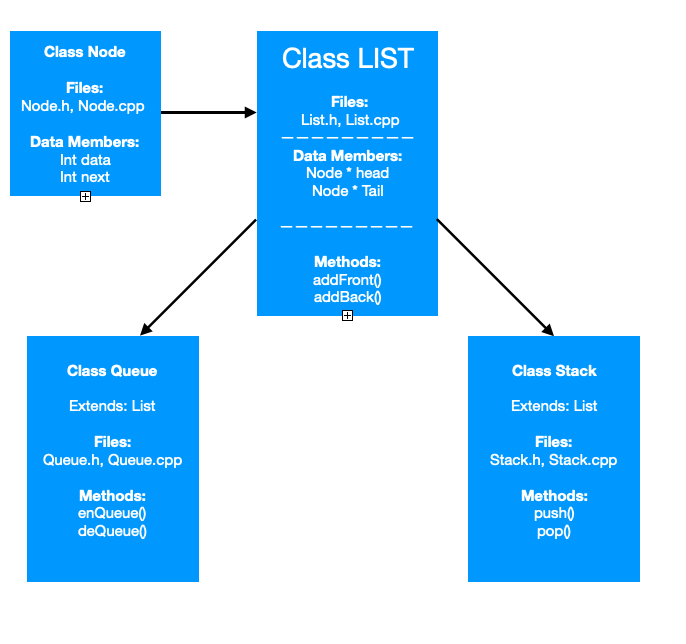 Class Node
Files:
Node.h, Node.cpp
Data Members:
Int data
Int next
Class LIST
Files:
List.h, List.cpp
Data Members:
Node * head
Node * Tail
Methods:
addFront()
addBack()
Class Queue
Extends: List
Files:
Queue.h, Queue.cpp
Methods:
enQueue()
deQueue()
Class Stack
Extends: List
Files:
Stack.h, Stack.cpp
Methods:
push()
pop()